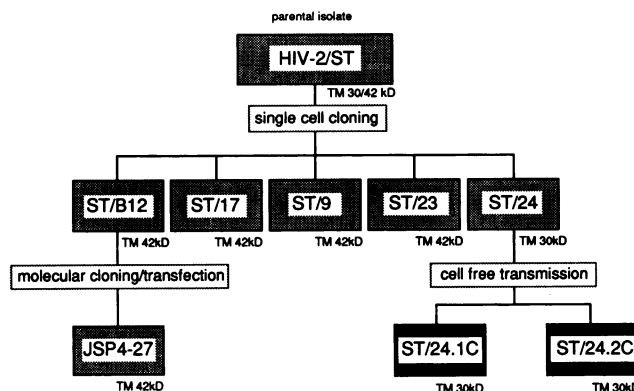 parental isolate
HIV-2/ST
TM 30/42 kD
single cell cloning
ST/B12 ST/17 ST/9 ST/23 ST/24
TM 42kD TM 42kD TM 42kD TM 42kD TM 30kD
molecular cloning/transfection cell free transmission
JSP4-27 ST/24.1C ST/24.2C
TM 42kD TM 30kD TM 30kD